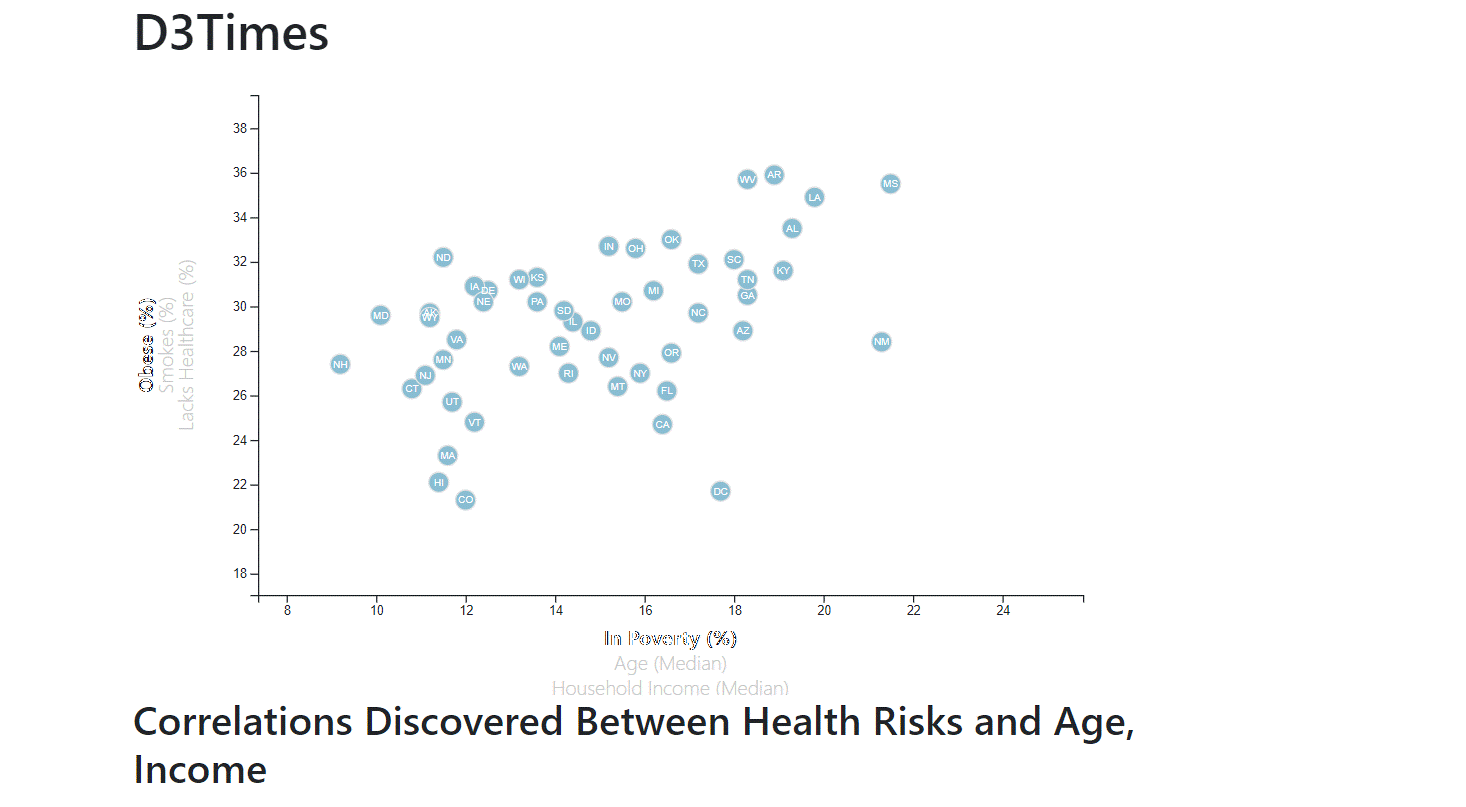 D3Times
38
36
34
32
30
28
26
24
22
20
18
Obese (%)
Smokes (%)
Lacks Healthcare (%)
WV AR MS
LA
AL
OK
IN OH
ND SC
TX
KY
WI KS TN
IA DE MI GA
NE PA MO
SD NC
MD AK
WY IL
ID AZ
VA NM
ME
OR
MN NV
NH WA
NJ RI NY
CT MT FL
UT
VT CA
MA
HI DC
CO
8 10 12 14 16 18 20 22 24
In Poverty (%)
Age (Median)
Household Income (Median)
Correlations Discovered Between Health Risks and Age,
Income